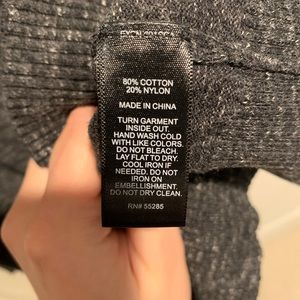 80% COTTON
20% NYLON
MADE IN CHINA
TURN GARMENT
INSIDE OUT.
HAND WASH COLD
WITH LIKE COLORS.
DO NOT BLEACH.
LAY FLAT TO DRY.
COOL IRON IF
NEEDED. DO NOT
IRON ON
EMBELLISHMENT.
DO NOT DRY CLEAN.
RN# 55285